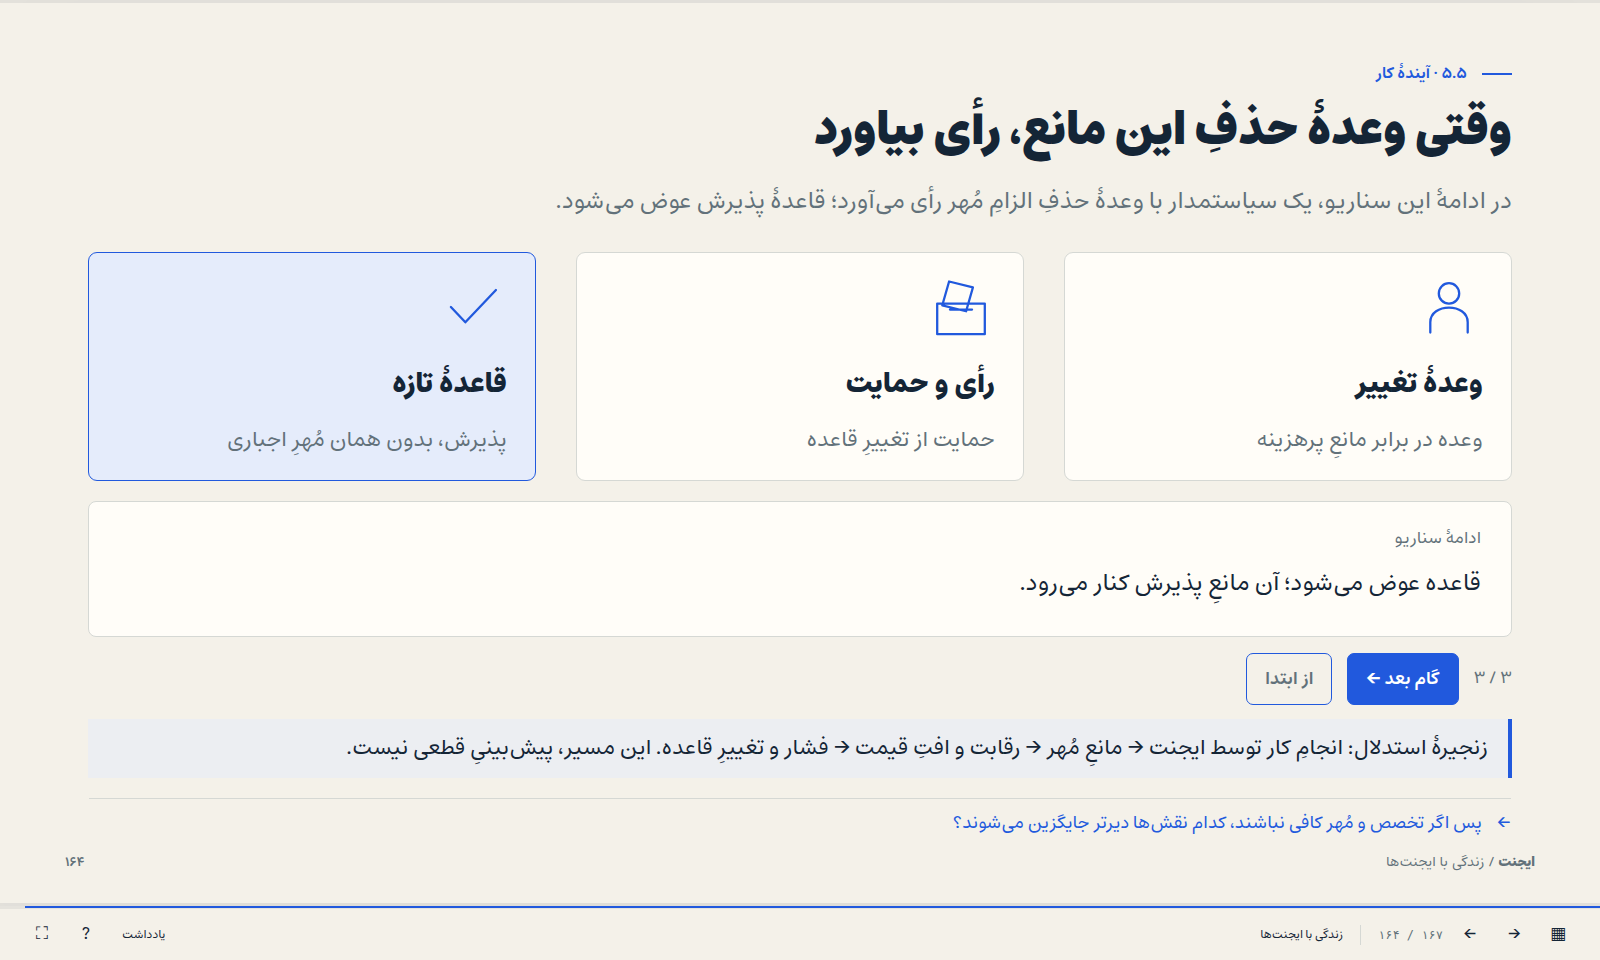 ۵.۵ · آیندهٔ کار
وقتی وعدهٔ حذفِ این مانع، رأی بیاورد
در ادامهٔ این سناریو، یک سیاستمدار با وعدهٔ حذفِ الزامِ مُهر رأی می‌آورد؛ قاعدهٔ پذیرش عوض می‌شود.
وعدهٔ تغییر
وعده در برابر مانعِ پرهزینه
رأی و حمایت
حمایت از تغییرِ قاعده
قاعدهٔ تازه
پذیرش، بدون همان مُهرِ اجباری
ادامهٔ سناریو
قاعده عوض می‌شود؛ آن مانعِ پذیرش کنار می‌رود.
۳ / ۳
گام بعد ←
از ابتدا
زنجیرهٔ استدلال: انجامِ کار توسط ایجنت → مانعِ مُهر → رقابت و افتِ قیمت → فشار و تغییرِ قاعده. این مسیر، پیش‌بینیِ قطعی نیست.
← پس اگر تخصص و مُهر کافی نباشند، کدام نقش‌ها دیرتر جایگزین می‌شوند؟
ایجنت / زندگی با ایجنت‌ها
۱۶۴
۱۶۴ / ۱۶۷
زندگی با ایجنت‌ها
یادداشت
?